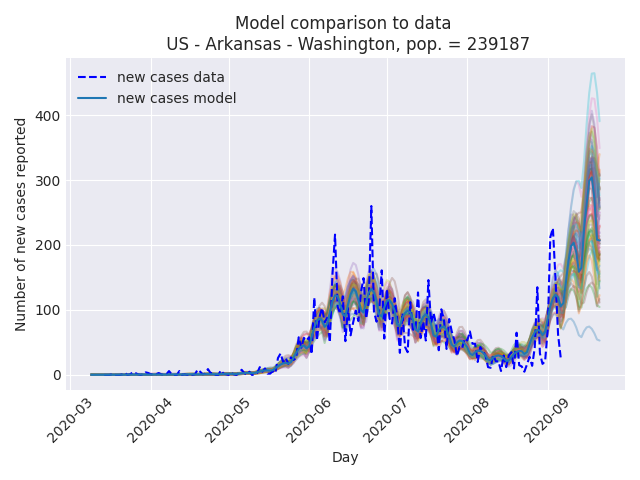 Model comparison to data
US - Arkansas - Washington, pop. = 239187
new cases data
new cases model
Number of new cases reported
400
300
200
100
0
2020-03
2020-04
2020-05
2020-06
2020-07
2020-08
2020-09
Day